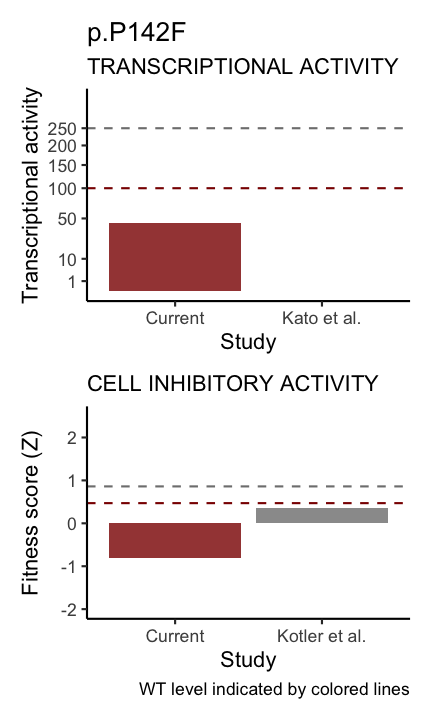 p.P142F
TRANSCRIPTIONAL ACTIVITY
Transcriptional activity
250
200
150
100
50
10
1
Current
Kato et al.
Study
CELL INHIBITORY ACTIVITY
Fitness score (Z)
2
1
0
-1
-2
Current
Kotler et al.
Study
WT level indicated by colored lines